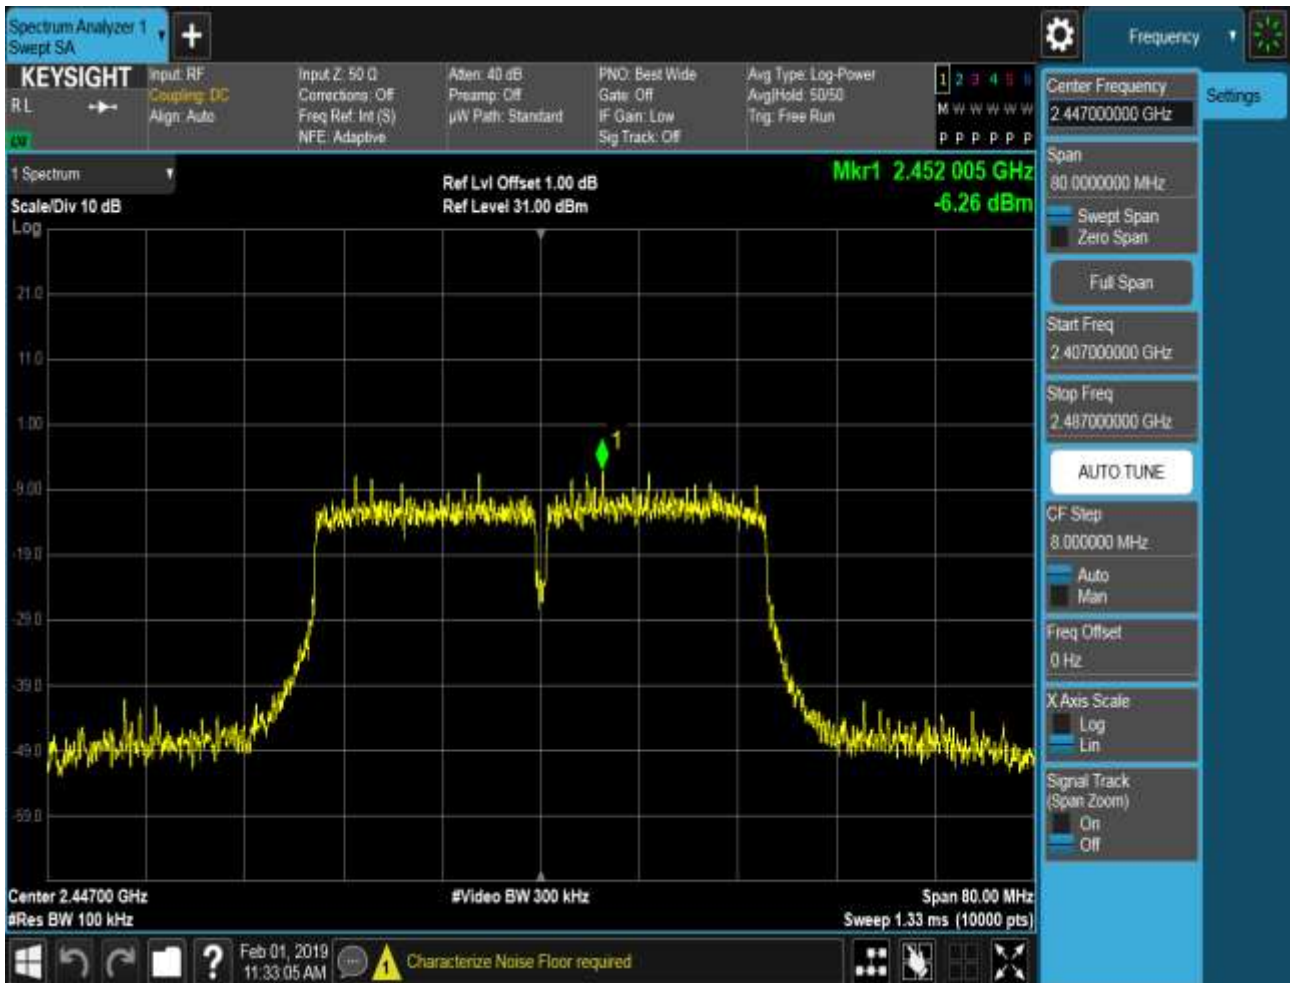 Spectrum Analyzer 1
Swept SA
+
Frequency
KEYSIGHT
R L
Input: RF
Coupling: DC
Align: Auto
Input Z: 50 Ω
Corrections: Off
Freq Ref: Int (S)
NFE: Adaptive
Atten: 40 dB
Preamp: Off
µW Path: Standard
PNO: Best Wide
Gate: Off
IF Gain: Low
Sig Track: Off
Avg Type: Log-Power
Avg|Hold: 50/50
Trig: Free Run
1 2 3 4 5 6
M W W W W W
P P P P P P
1 Spectrum
Scale/Div 10 dB
Log
Ref Lvl Offset 1.00 dB
Ref Level 31.00 dBm
Mkr1 2.452 005 GHz
-6.26 dBm
21.0
11.0
1.00
-9.00
-19.0
-29.0
-39.0
-49.0
-59.0
1
Center 2.44700 GHz
#Res BW 100 kHz
#Video BW 300 kHz
Span 80.00 MHz
Sweep 1.33 ms (10000 pts)
Center Frequency
2.447000000 GHz
Settings
Span
80.0000000 MHz
Swept Span
Zero Span
Full Span
Start Freq
2.407000000 GHz
Stop Freq
2.487000000 GHz
AUTO TUNE
CF Step
8.000000 MHz
Auto
Man
Freq Offset
0 Hz
X Axis Scale
Log
Lin
Signal Track
(Span Zoom)
On
Off
?
Feb 01, 2019
11:33:05 AM
1
Characterize Noise Floor required